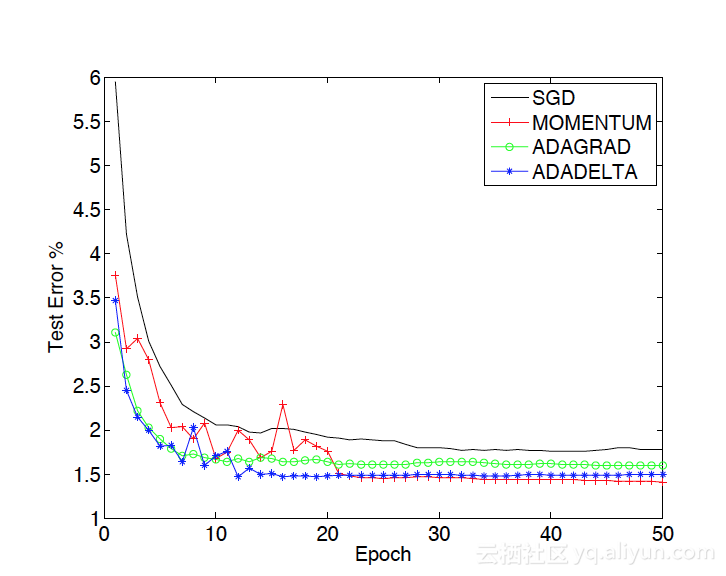 6
5.5
5
4.5
4
3.5
3
2.5
2
1.5
1
Test Error %
SGD
MOMENTUM
ADAGRAD
ADADELTA
0
10
20
30
40
50
Epoch
云栖社区 yq.aliyun.com